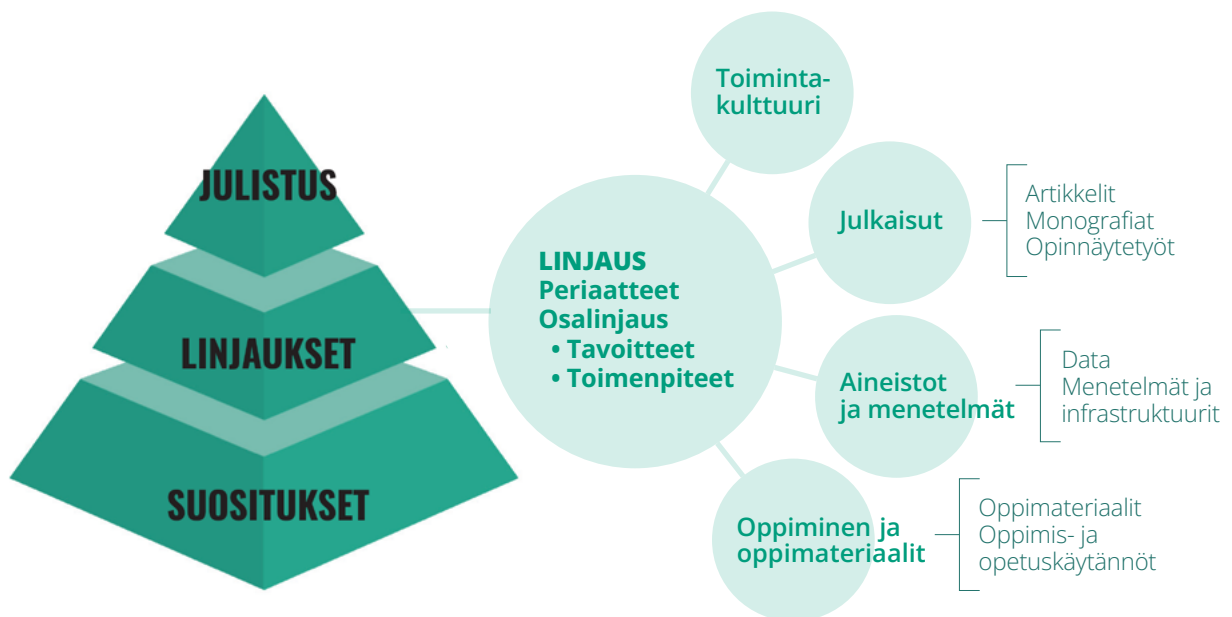 JULISTUS
LINJAUKSET
SUOSITUKSET
LINJAUS
Periaatteet
Osalinjaus
• Tavoitteet
• Toimenpiteet
Toiminta-
kulttuuri
Julkaisut
Artikkelit
Monografiat
Opinnäytetyöt
Aineistot
ja menetelmät
Data
Menetelmät ja
infrastruktuurit
Oppiminen ja
oppimateriaalit
Oppimateriaalit
Oppimis- ja
opetuskäytännöt